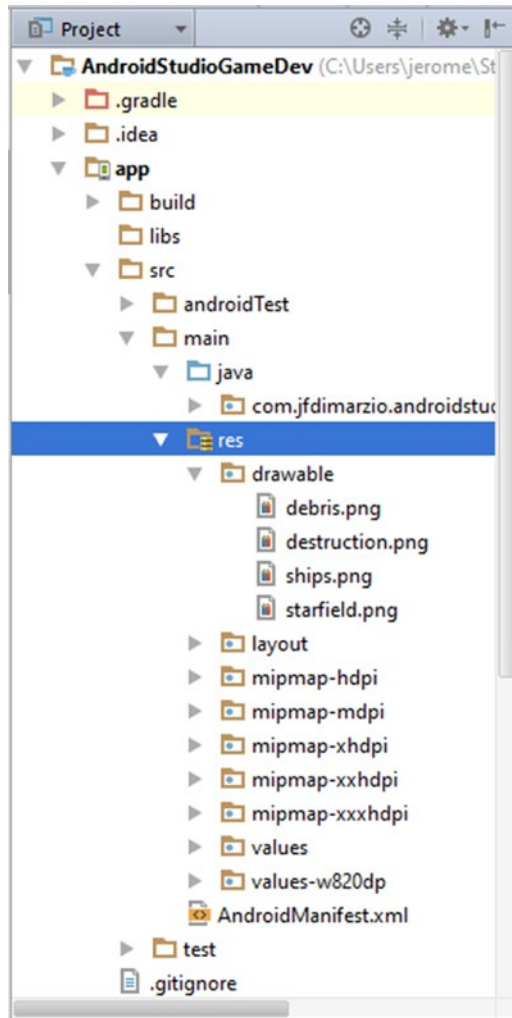 Project
AndroidStudioGameDev (C:\Users\jerome\St
.gradle
.idea
app
build
libs
src
androidTest
main
java
com.jfdimarzio.androidstud
res
drawable
debris.png
destruction.png
ships.png
starfield.png
layout
mipmap-hdpi
mipmap-mdpi
mipmap-xhdpi
mipmap-xxhdpi
mipmap-xxxhdpi
values
values-w820dp
AndroidManifest.xml
test
.gitignore